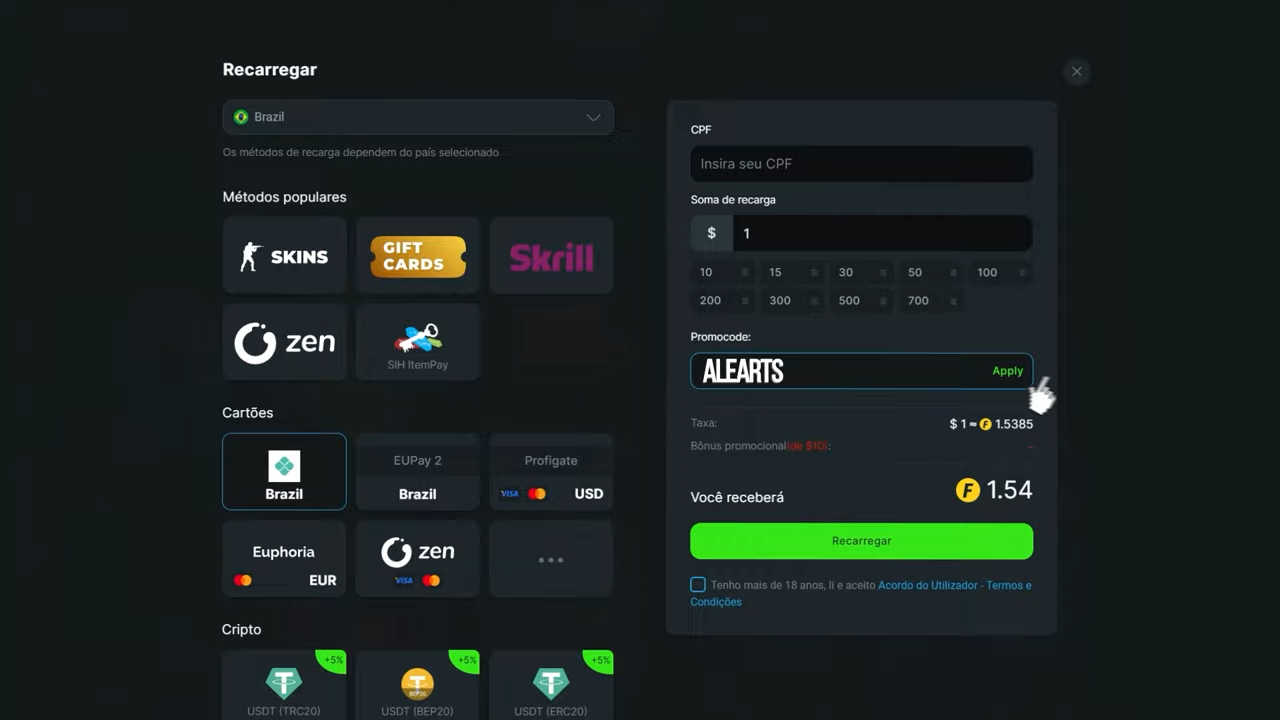 Recarregar
Brazil
Os métodos de recarga dependem do país selecionado
Métodos populares
SKINS
GIFT CARDS
Skrill
zen
SIH ItemPay
Cartões
Brazil
EUPay 2
Brazil
Profigate
VISA
USD
Euphoria
EUR
zen
VISA
Cripto
+5%
USDT (TRC20)
+5%
BEP20
USDT (BEP20)
+5%
USDT (ERC20)
CPF
Insira seu CPF
Soma de recarga
$ 1
10 15 30 50 100
200 300 500 700
Promocode:
ALEARTS Apply
Taxa: $ 1 ≈ F 1.5385
Bônus promocional(de $10): -
Você receberá F 1.54
Recarregar
Tenho mais de 18 anos, li e aceito Acordo do Utilizador - Termos e
Condições